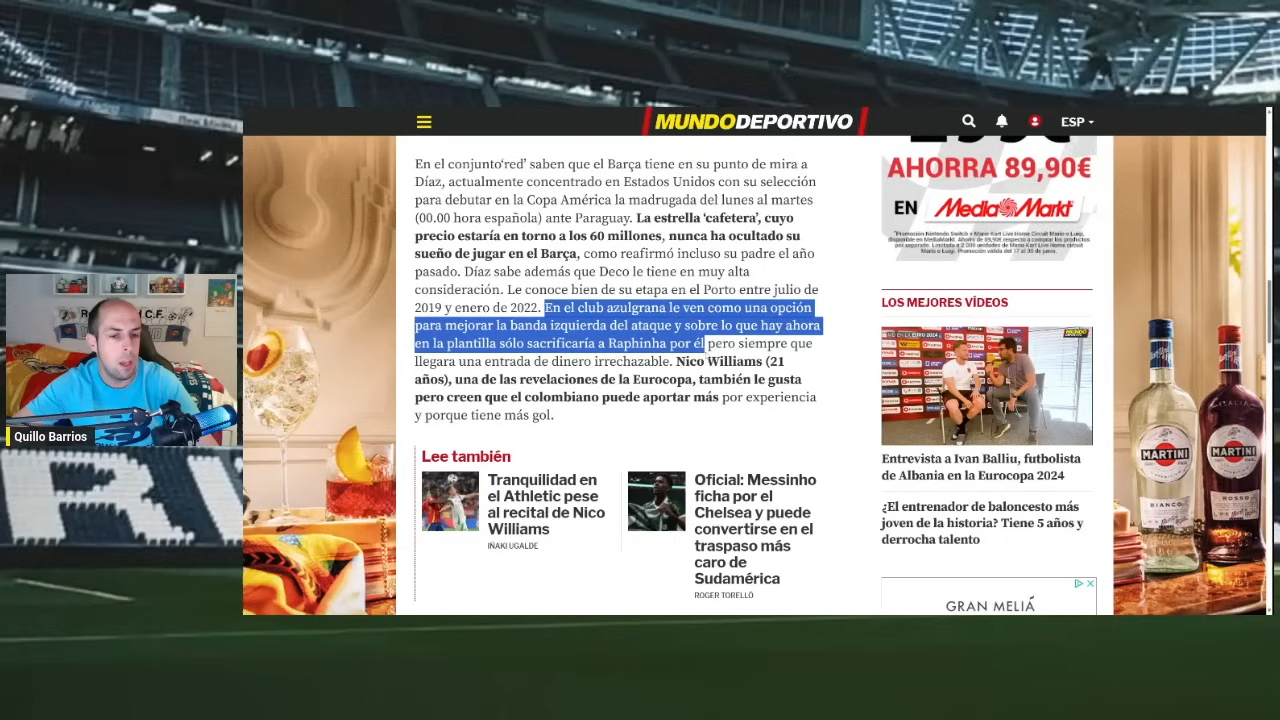 MUNDODEPORTIVO
ESP
En el conjunto‘red’ saben que el Barça tiene en su punto de mira a
Díaz, actualmente concentrado en Estados Unidos con su selección
para debutar en la Copa América la madrugada del lunes al martes
(00.00 hora española) ante Paraguay. La estrella ‘cafetera’, cuyo
precio estaría en torno a los 60 millones, nunca ha ocultado su
sueño de jugar en el Barça, como reafirmó incluso su padre el año
pasado. Díaz sabe además que Deco le tiene en muy alta
consideración. Le conoce bien de su etapa en el Porto entre julio de
2019 y enero de 2022. En el club azulgrana le ven como una opción
para mejorar la banda izquierda del ataque y sobre lo que hay ahora
en la plantilla sólo sacrificaría a Raphinha por él pero siempre que
llegara una entrada de dinero irrechazable. Nico Williams (21
años), una de las revelaciones de la Eurocopa, también le gusta
pero creen que el colombiano puede aportar más por experiencia
y porque tiene más gol.
Lee también
Tranquilidad en
el Athletic pese
al recital de Nico
Williams
IÑAKI UGALDE
Oficial: Messinho
ficha por el
Chelsea y puede
convertirse en el
traspaso más
caro de
Sudamérica
ROGER TORELLÓ
AHORRA 89,90€
EN MediaMarkt
LOS MEJORES VÍDEOS
Entrevista a Ivan Balliu, futbolista
de Albania en la Eurocopa 2024
¿El entrenador de baloncesto más
joven de la historia? Tiene 5 años y
derrocha talento
GRAN MELIÁ
MARTINI
BIANCO
MARTINI
ROSSO
Quillo Barrios